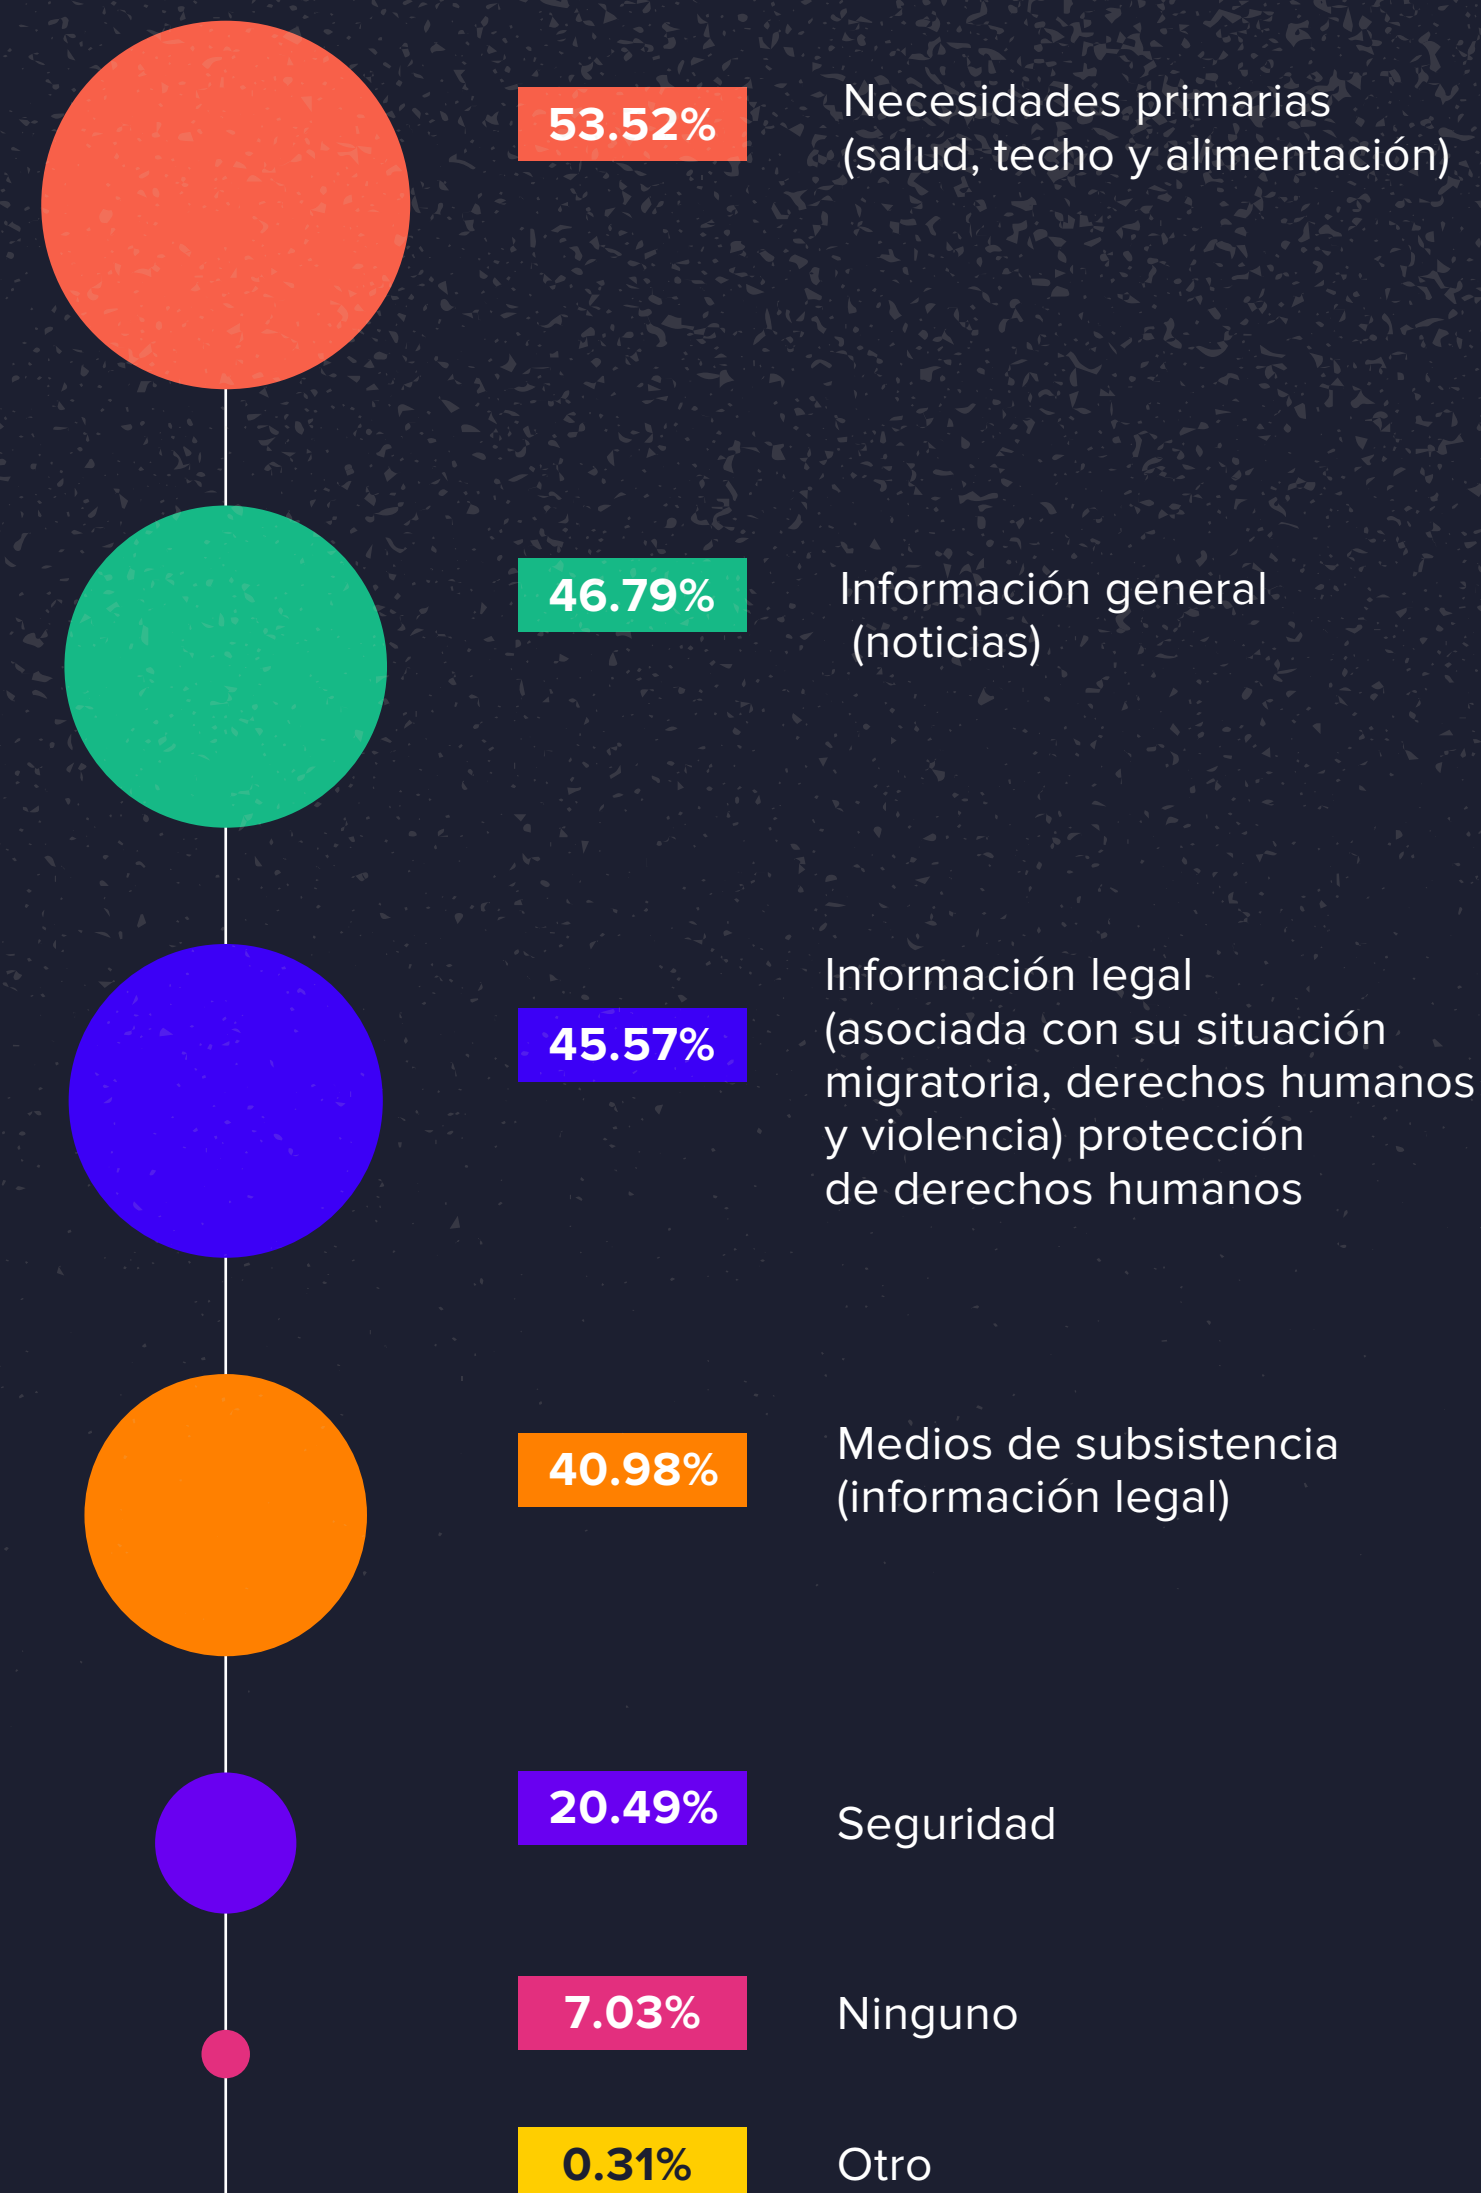 53.52%
Necesidades primarias
(salud, techo y alimentación)
46.79%
Información general
(noticias)
45.57%
Información legal
(asociada con su situación
migratoria, derechos humanos
y violencia) protección
de derechos humanos
40.98%
Medios de subsistencia
(información legal)
20.49%
Seguridad
7.03%
Ninguno
0.31%
Otro